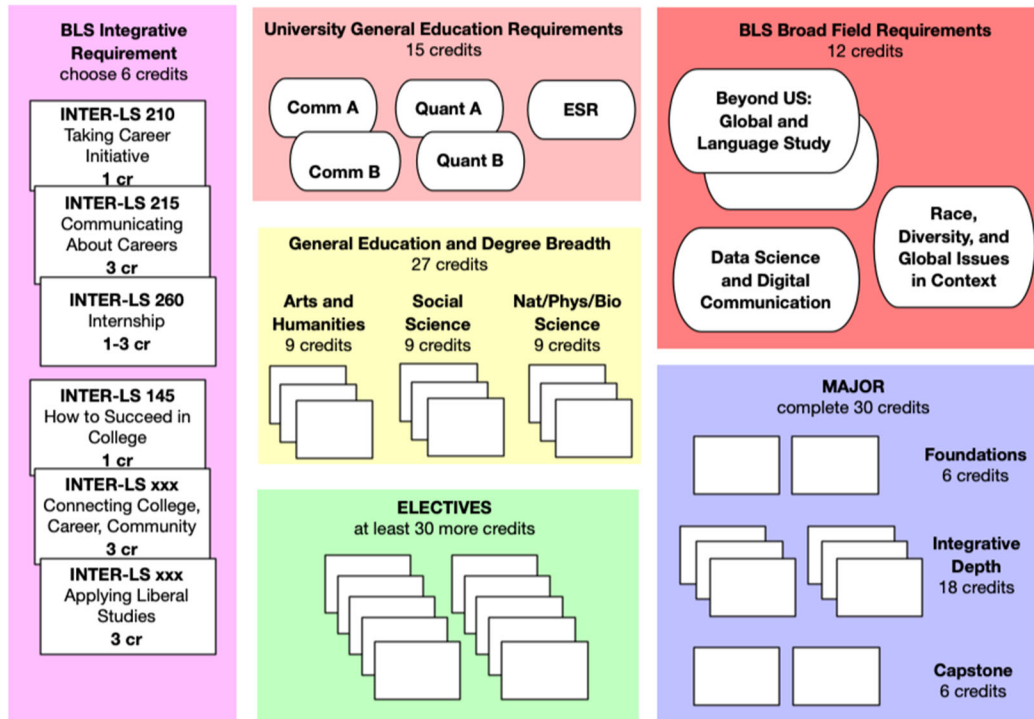 BLS Integrative
Requirement
choose 6 credits
INTER-LS 210
Taking Career
Initiative
1 cr
INTER-LS 215
Communicating
About Careers
3 cr
INTER-LS 260
Internship
1-3 cr
INTER-LS 145
How to Succeed in
College
1 cr
INTER-LS xxx
Connecting College,
Career, Community
3 cr
INTER-LS xxx
Applying Liberal
Studies
3 cr
University General Education Requirements
15 credits
Comm A
Quant A
ESR
Comm B
Quant B
General Education and Degree Breadth
27 credits
Arts and
Humanities
9 credits
Social
Science
9 credits
Nat/Phys/Bio
Science
9 credits
ELECTIVES
at least 30 more credits
BLS Broad Field Requirements
12 credits
Beyond US:
Global and
Language Study
Race,
Diversity, and
Global Issues
in Context
Data Science
and Digital
Communication
MAJOR
complete 30 credits
Foundations
6 credits
Integrative
Depth
18 credits
Capstone
6 credits